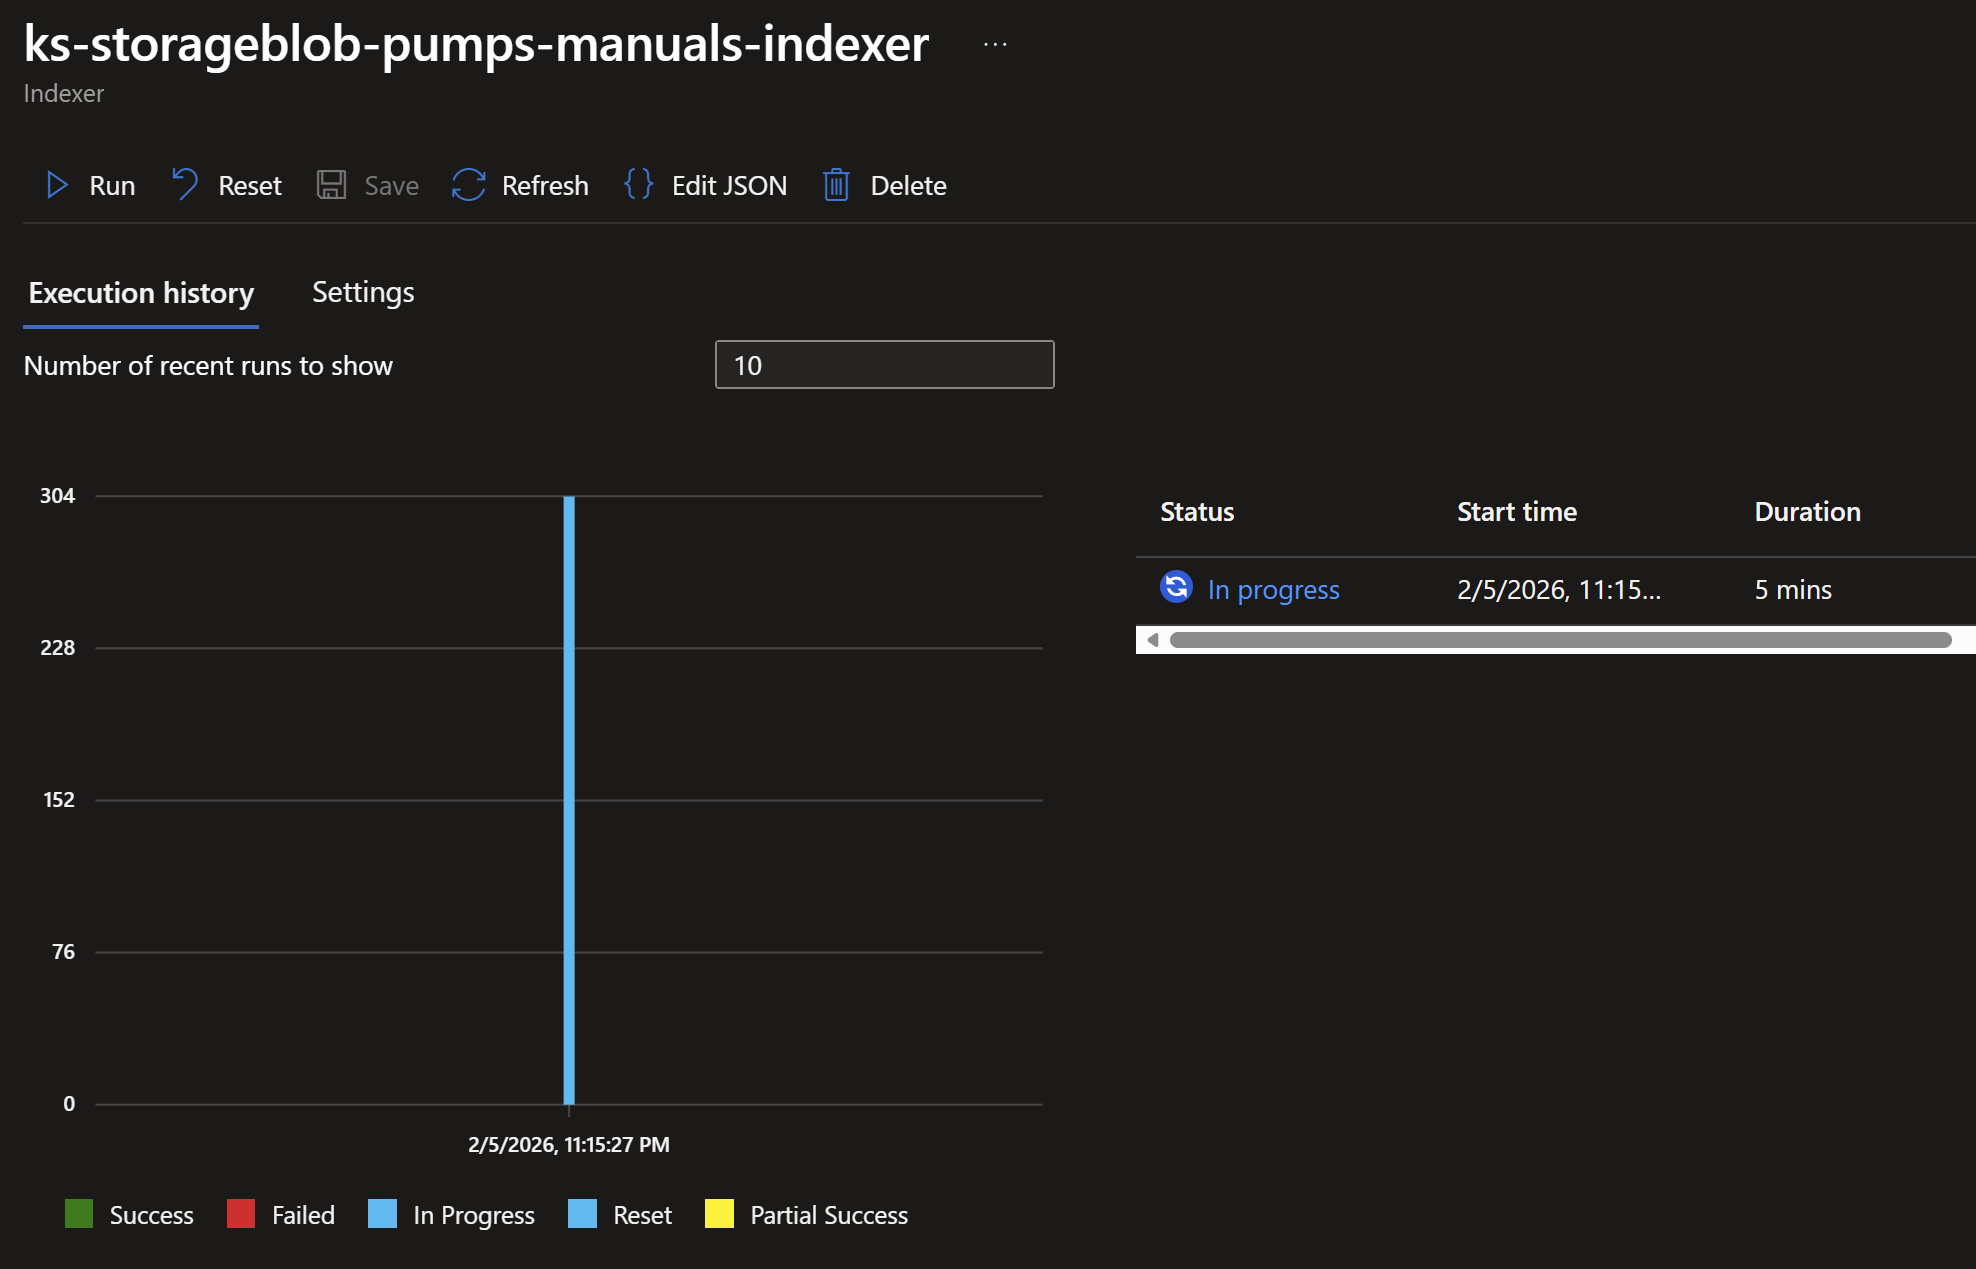 ks-storageblob-pumps-manuals-indexer ...
Indexer
Run Reset Save Refresh Edit JSON Delete
Execution history Settings
Number of recent runs to show 10
304
228
152
76
0
2/5/2026, 11:15:27 PM
Success Failed In Progress Reset Partial Success
Status Start time Duration
In progress 2/5/2026, 11:15... 5 mins